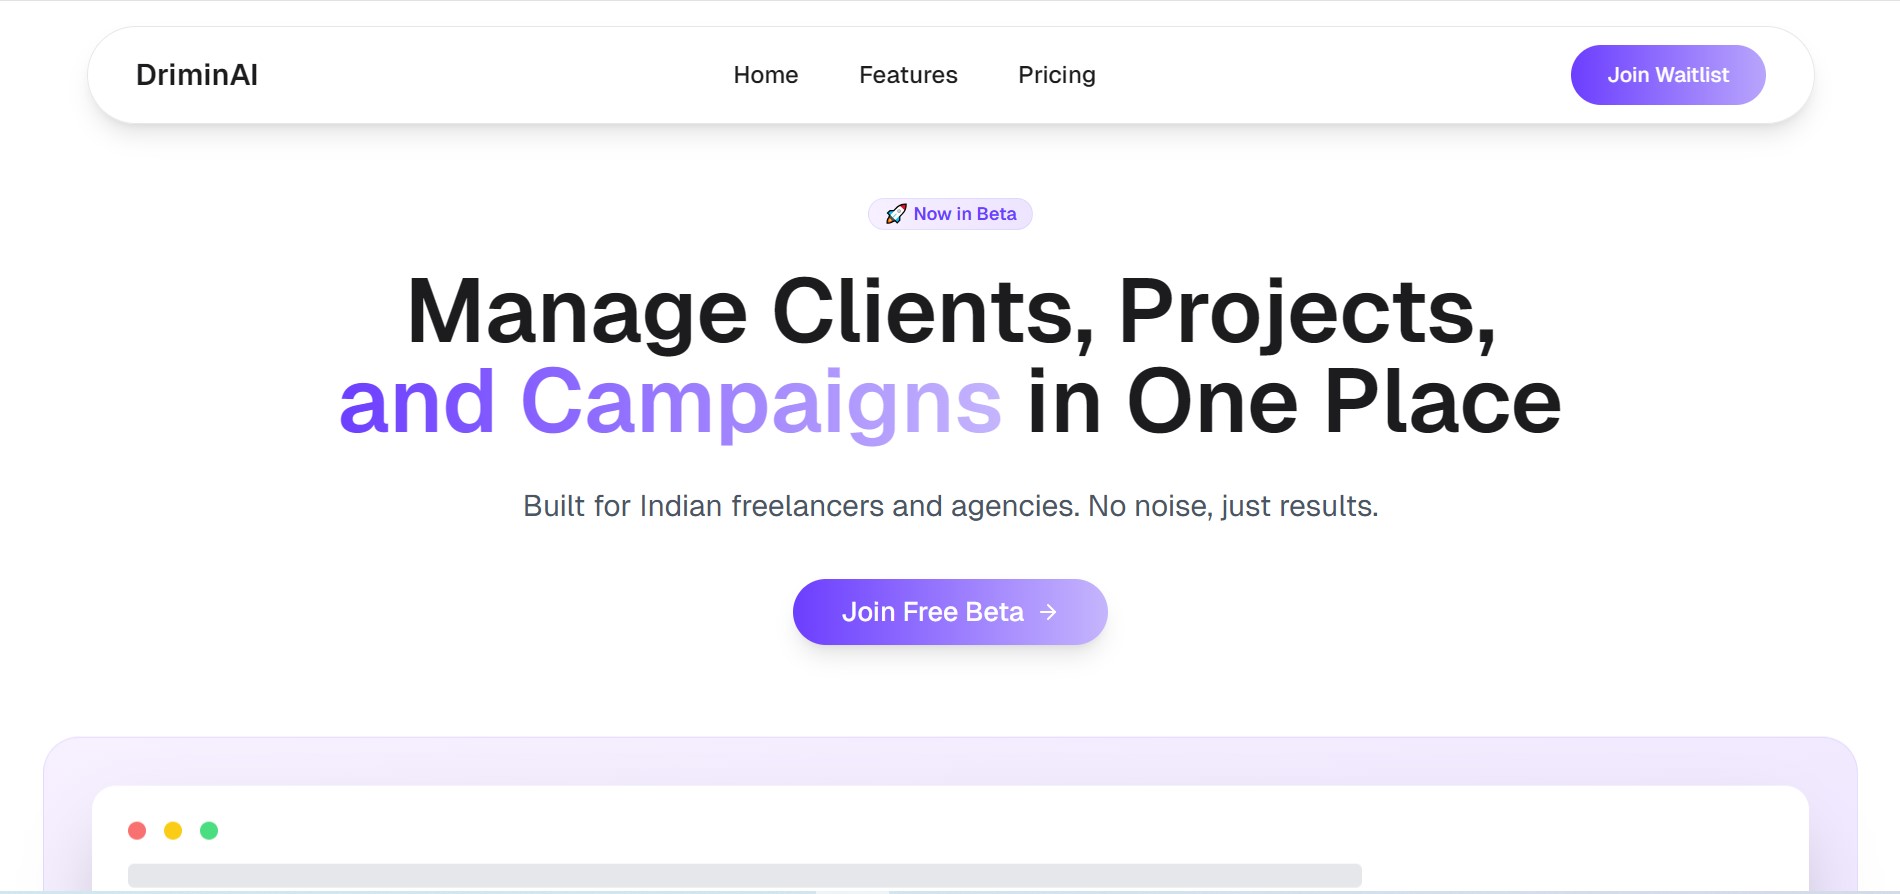 DriminAI
Home
Features
Pricing
Join Waitlist
🚀 Now in Beta
Manage Clients, Projects,
and Campaigns in One Place
Built for Indian freelancers and agencies. No noise, just results.
Join Free Beta →